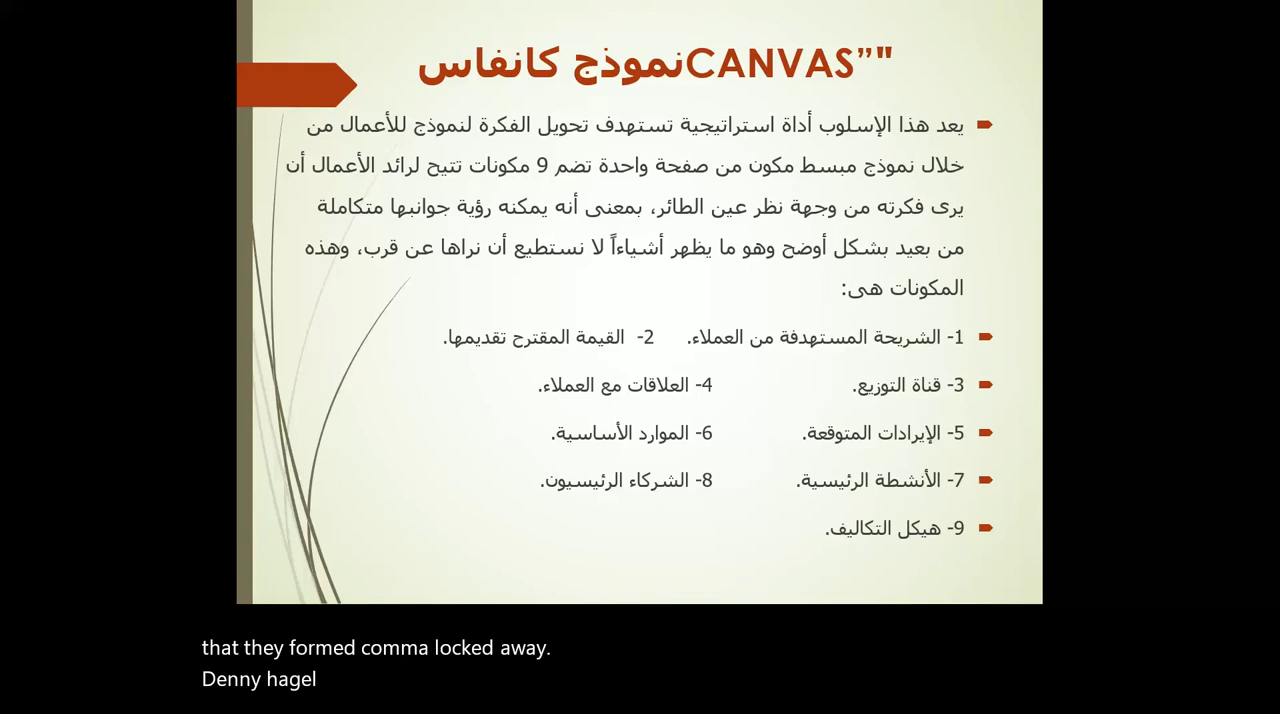 نموذج كانفاس"CANVAS”
يعد هذا الإسلوب أداة استراتيجية تستهدف تحويل الفكرة لنموذج للأعمال من
خلال نموذج مبسط مكون من صفحة واحدة تضم 9 مكونات تتيح لرائد الأعمال أن
يرى فكرته من وجهة نظر عين الطائر، بمعنى أنه يمكنه رؤية جوانبها متكاملة
من بعيد بشكل أوضح وهو ما يظهر أشياءاً لا نستطيع أن نراها عن قرب، وهذه
المكونات هى:
1- الشريحة المستهدفة من العملاء. 2- القيمة المقترح تقديمها.
3- قناة التوزيع. 4- العلاقات مع العملاء.
5- الإيرادات المتوقعة. 6- الموارد الأساسية.
7- الأنشطة الرئيسية. 8- الشركاء الرئيسيون.
9- هيكل التكاليف.
that they formed comma locked away.
Denny hagel